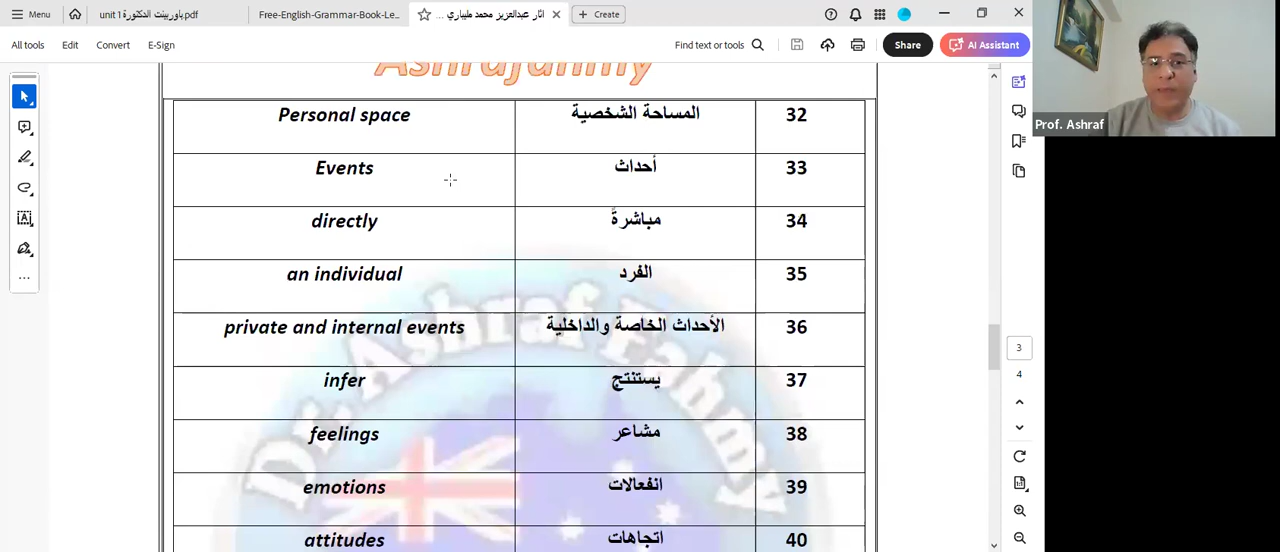 Menu
unit 1 باوربينت الدكتورة.pdf
Free-English-Grammar-Book-Le...
اثار عبدالعزيز محمد طيباري ...
Create
All tools
Edit
Convert
E-Sign
Find text or tools
Share
AI Assistant
Prof. Ashraf
Personal space المساحة الشخصية 32
Events أحداث 33
directly مباشرةً 34
an individual الفرد 35
private and internal events الأحداث الخاصة والداخلية 36
infer يستنتج 37
feelings مشاعر 38
emotions انفعالات 39
attitudes اتجاهات 40
3
4
Dr. Ashraf Fahmy